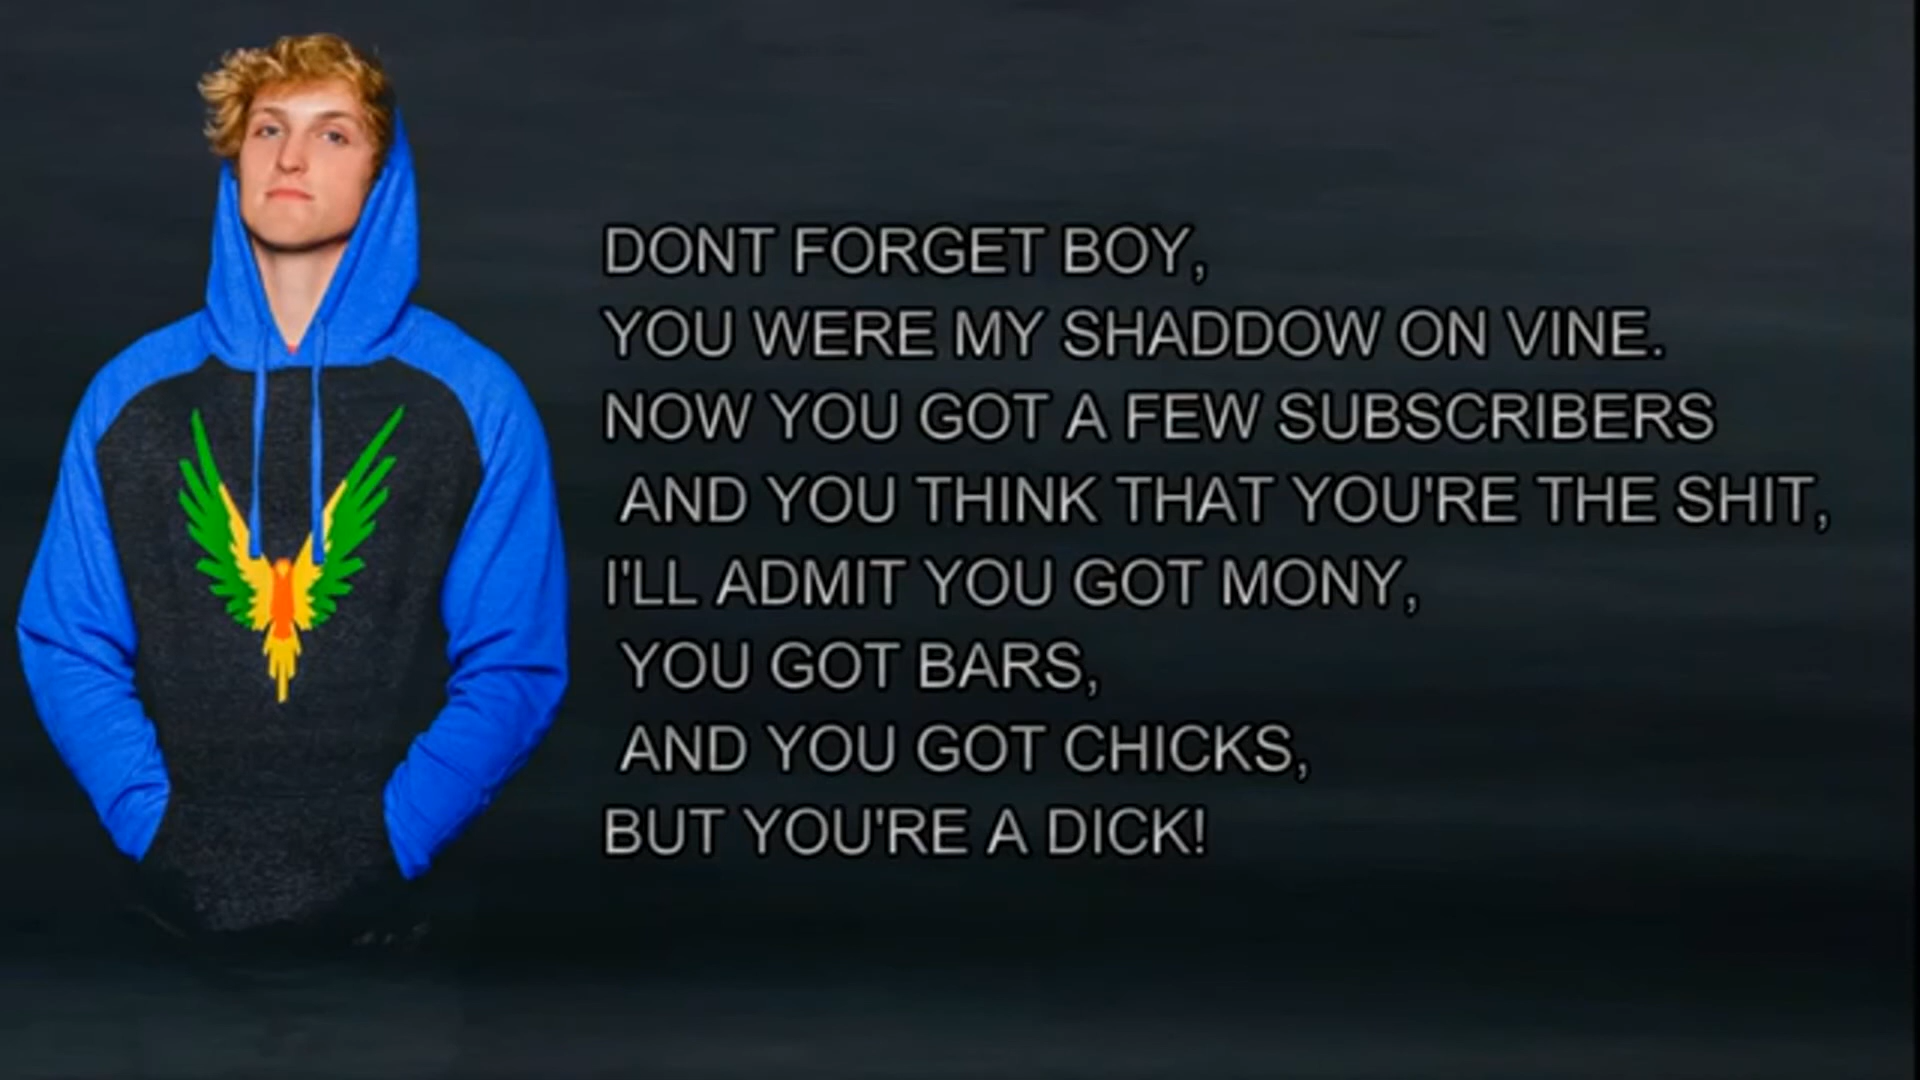 DONT FORGET BOY,
YOU WERE MY SHADDOW ON VINE.
NOW YOU GOT A FEW SUBSCRIBERS
AND YOU THINK THAT YOU'RE THE SHIT,
I'LL ADMIT YOU GOT MONY,
YOU GOT BARS,
AND YOU GOT CHICKS,
BUT YOU'RE A DICK!